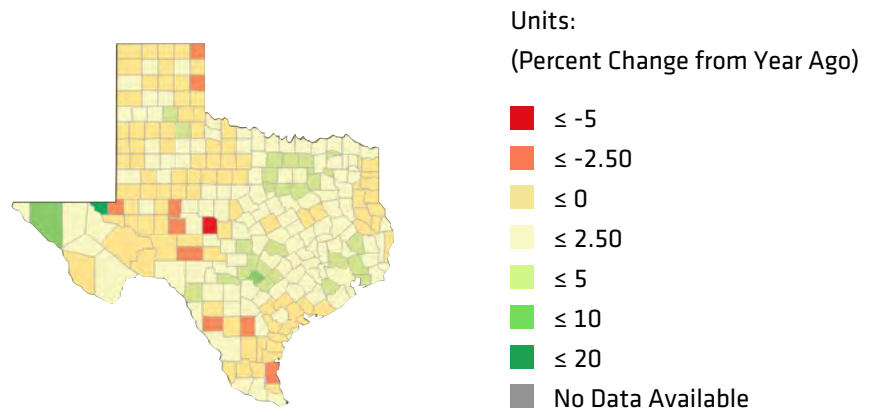 Units:
(Percent Change from Year Ago)
≤ -5
≤ -2.50
≤ 0
≤ 2.50
≤ 5
≤ 10
≤ 20
No Data Available